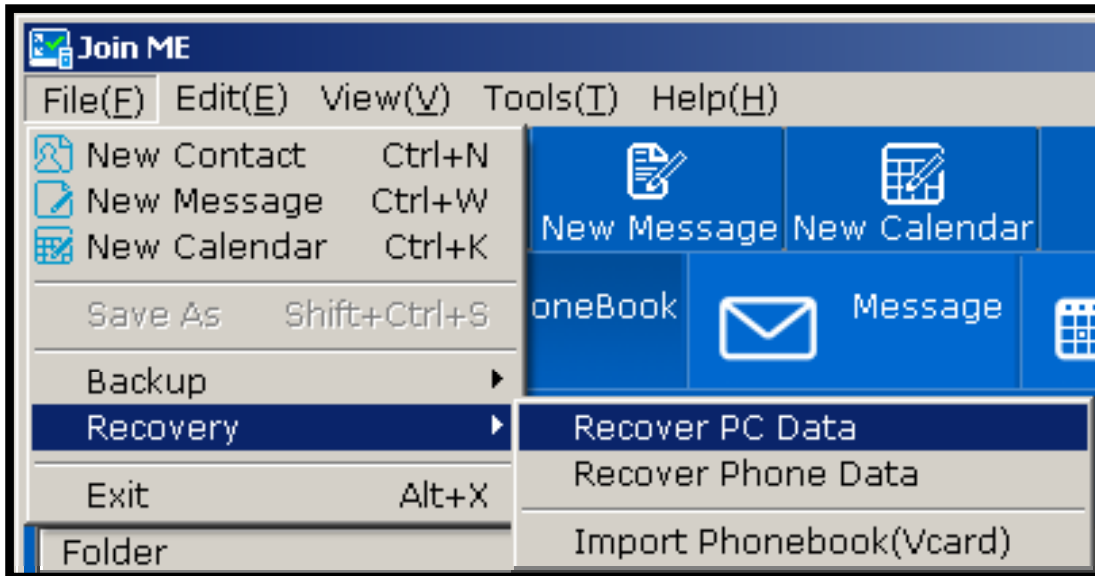 Join ME
File(F) Edit(E) View(V) Tools(T) Help(H)
New Contact Ctrl+N
New Message Ctrl+W
New Calendar Ctrl+K
Save As Shift+Ctrl+S
Backup
Recovery
Exit Alt+X
Folder
New Message New Calendar
oneBook Message
Recover PC Data
Recover Phone Data
Import Phonebook(Vcard)